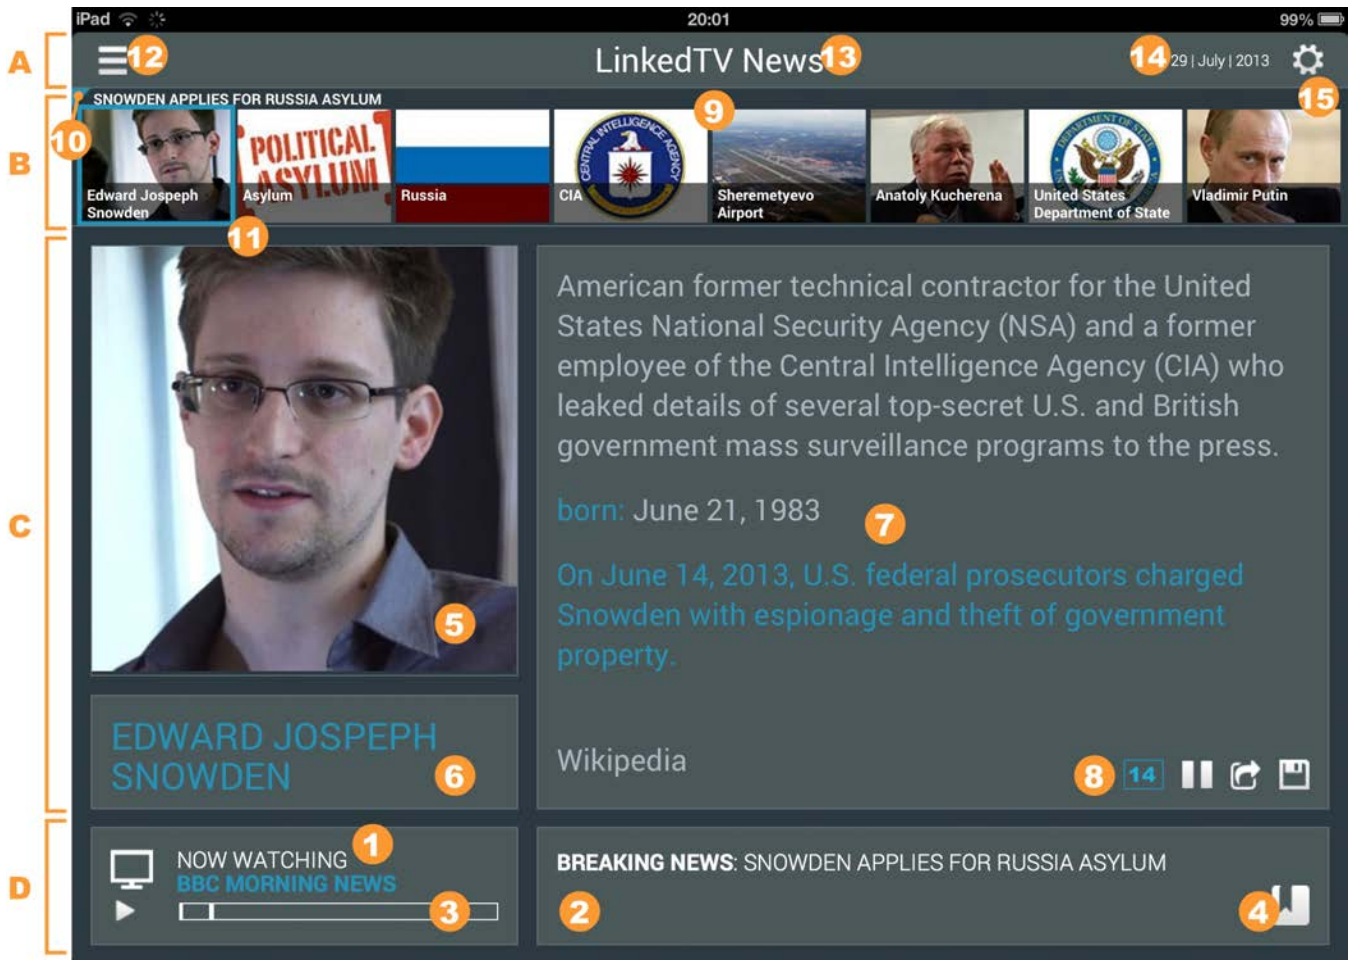 iPad 20:01 99%
A 12 LinkedTV News 13 14 29 | July | 2013
15
SNOWDEN APPLIES FOR RUSSIA ASYLUM
9
10
B
POLITICAL
ASYLUM
CENTRAL INTELLIGENCE AGENCY
DEPARTMENT OF STATE
Edward Jospeph
Snowden
Asylum
Russia
CIA
Sheremetyevo
Airport
Anatoly Kucherena
United States
Department of State
Vladimir Putin
11
C
5
EDWARD JOSPEPH
SNOWDEN
6
American former technical contractor for the United
States National Security Agency (NSA) and a former
employee of the Central Intelligence Agency (CIA) who
leaked details of several top-secret U.S. and British
government mass surveillance programs to the press.
born: June 21, 1983
7
On June 14, 2013, U.S. federal prosecutors charged
Snowden with espionage and theft of government
property.
Wikipedia
8 14
D
NOW WATCHING 1
BBC MORNING NEWS
3
BREAKING NEWS: SNOWDEN APPLIES FOR RUSSIA ASYLUM
2
4